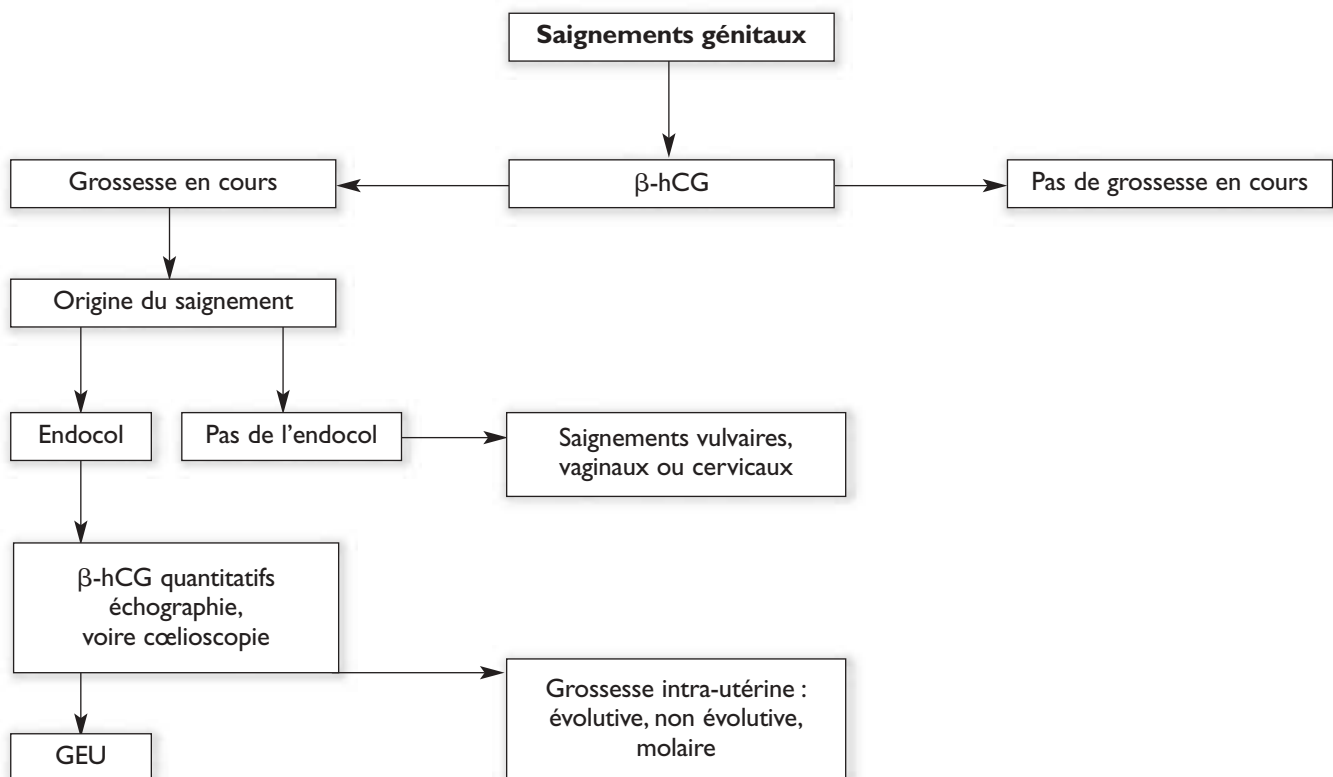 Saignements génitaux
Grossesse en cours
β-hCG
Pas de grossesse en cours
Origine du saignement
Endocol
Pas de l’endocol
Saignements vulvaires,
vaginaux ou cervicaux
β-hCG quantitatifs
échographie,
voire cœlioscopie
Grossesse intra-utérine :
évolutive, non évolutive,
molaire
GEU